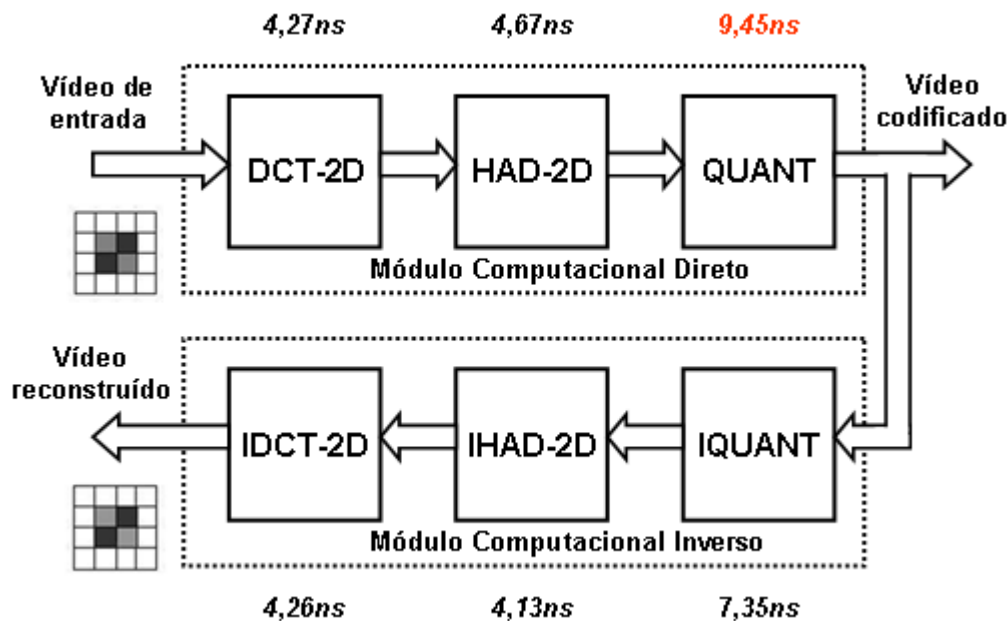 4,27ns 4,67ns 9,45ns
Vídeo de
entrada
Vídeo
codificado
DCT-2D HAD-2D QUANT
Módulo Computacional Direto
Vídeo
reconstruído
IDCT-2D IHAD-2D IQUANT
Módulo Computacional Inverso
4,26ns 4,13ns 7,35ns